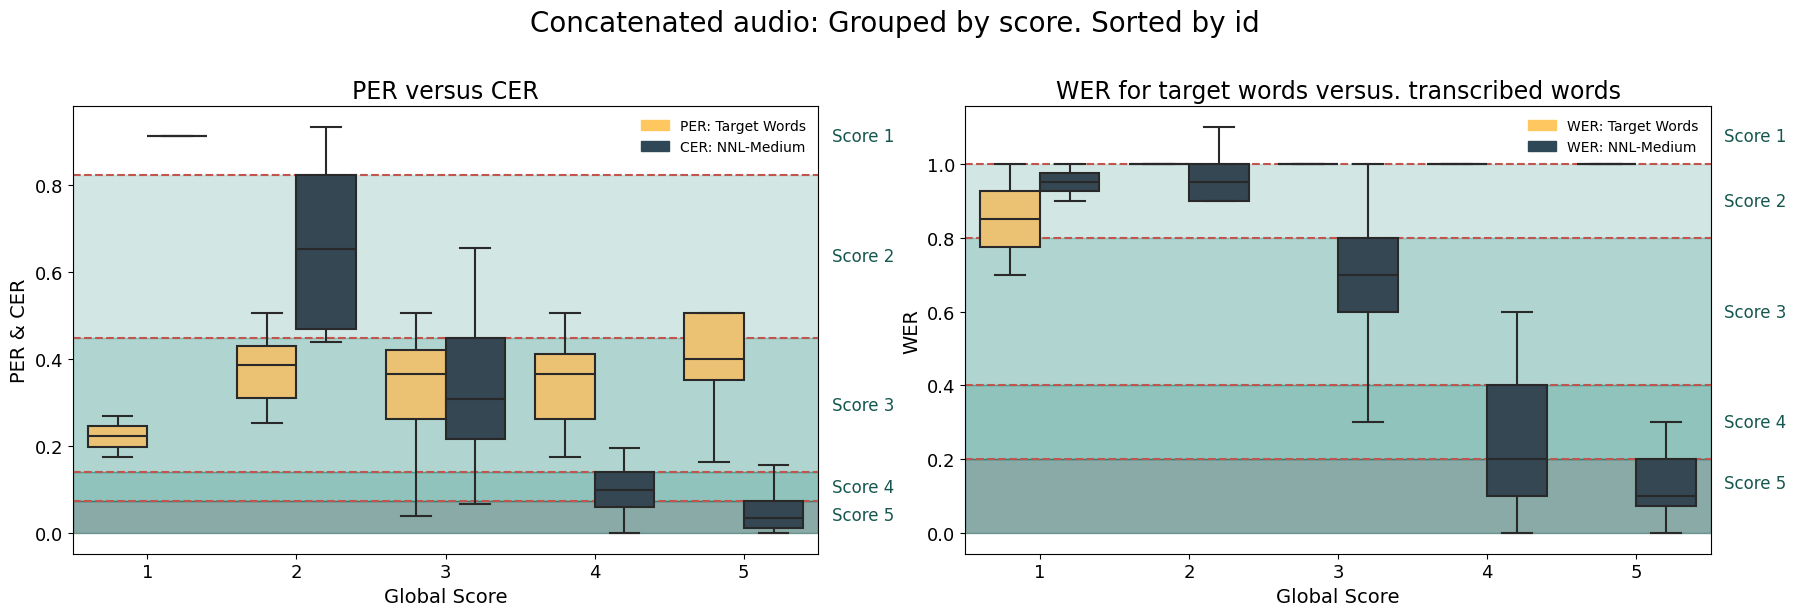 Concatenated audio: Grouped by score. Sorted by id
PER versus CER
PER & CER
0.8
0.6
0.4
0.2
0.0
PER: Target Words
CER: NNL-Medium
Score 1
Score 2
Score 3
Score 4
Score 5
1 2 3 4 5
Global Score
WER for target words versus. transcribed words
WER
1.0
0.8
0.6
0.4
0.2
0.0
WER: Target Words
WER: NNL-Medium
Score 1
Score 2
Score 3
Score 4
Score 5
1 2 3 4 5
Global Score